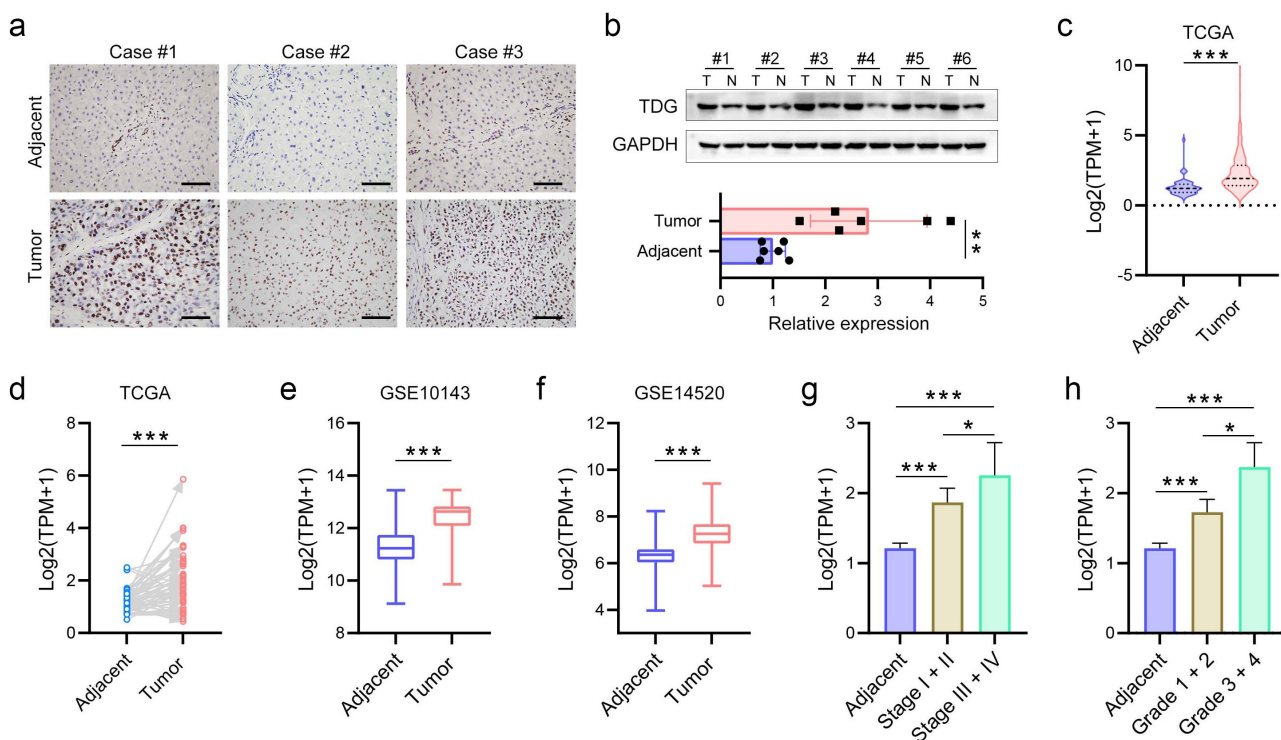 a
Case #1 Case #2 Case #3
Adjacent
Tumor
b
#1 #2 #3 #4 #5 #6
T N T N T N T N T N T N
TDG
GAPDH
Tumor
Adjacent
**
0 1 2 3 4 5
Relative expression
c
TCGA
***
Log2(TPM+1)
10
5
0
-5
Adjacent
Tumor
d
TCGA
***
Log2(TPM+1)
8
6
4
2
0
Adjacent
Tumor
e
GSE10143
***
Log2(TPM+1)
16
14
12
10
8
Adjacent
Tumor
f
GSE14520
***
Log2(TPM+1)
12
10
8
6
4
Adjacent
Tumor
g
***
*
***
Log2(TPM+1)
3
2
1
0
Adjacent
Stage I + II
Stage III + IV
h
***
*
***
Log2(TPM+1)
3
2
1
0
Adjacent
Grade 1 + 2
Grade 3 + 4